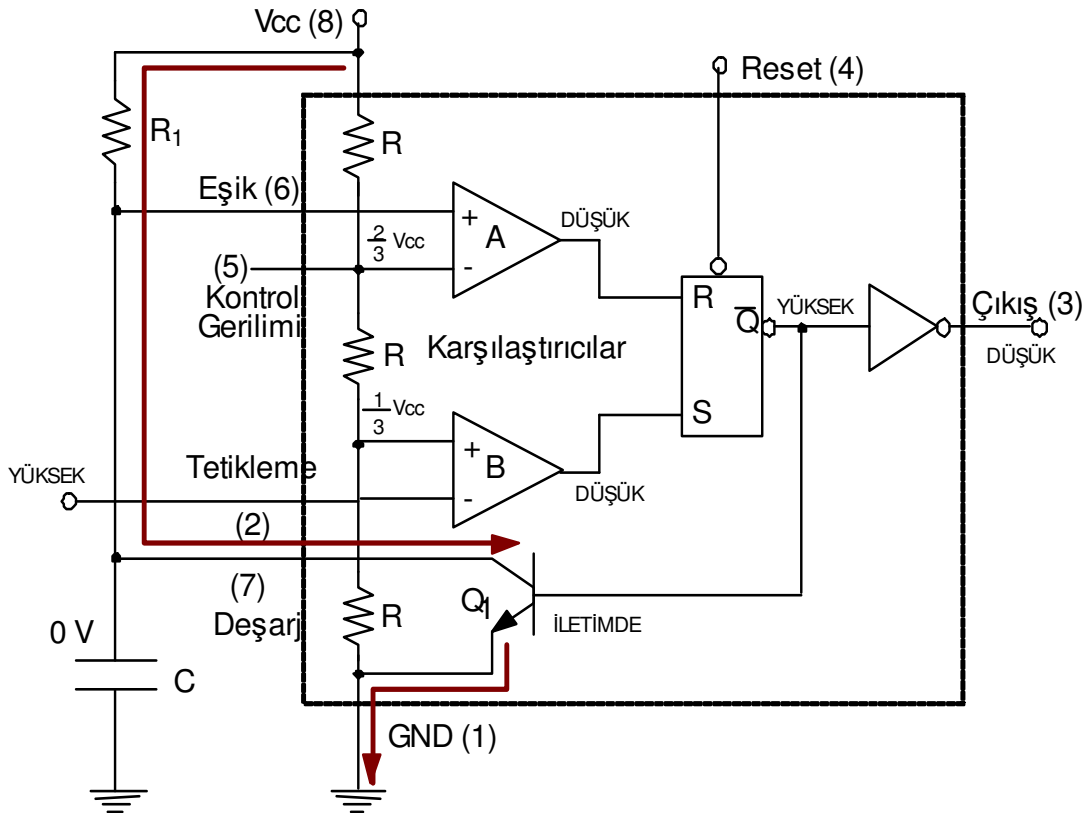 Vcc (8)
Reset (4)
R1
R
Eşik (6)
+
A
-
DÜŞÜK
2/3 Vcc
(5)
Kontrol
Gerilimi
R
Q̅
YÜKSEK
Çıkış (3)
DÜŞÜK
R
Karşılaştırıcılar
S
1/3 Vcc
+
B
-
DÜŞÜK
Tetikleme
YÜKSEK
(2)
(7)
Deşarj
R
Q1
İLETİMDE
0 V
C
GND (1)